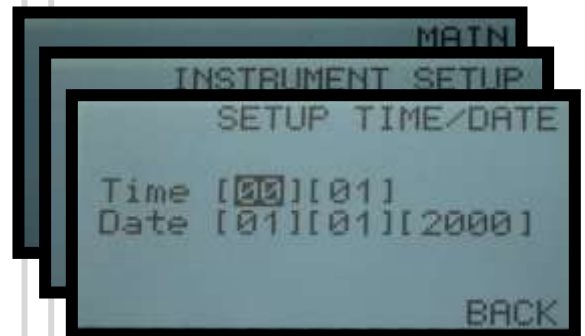 MAIN
INSTRUMENT SETUP
SETUP TIME/DATE
Time [00][01]
Date [01][01][2000]
BACK